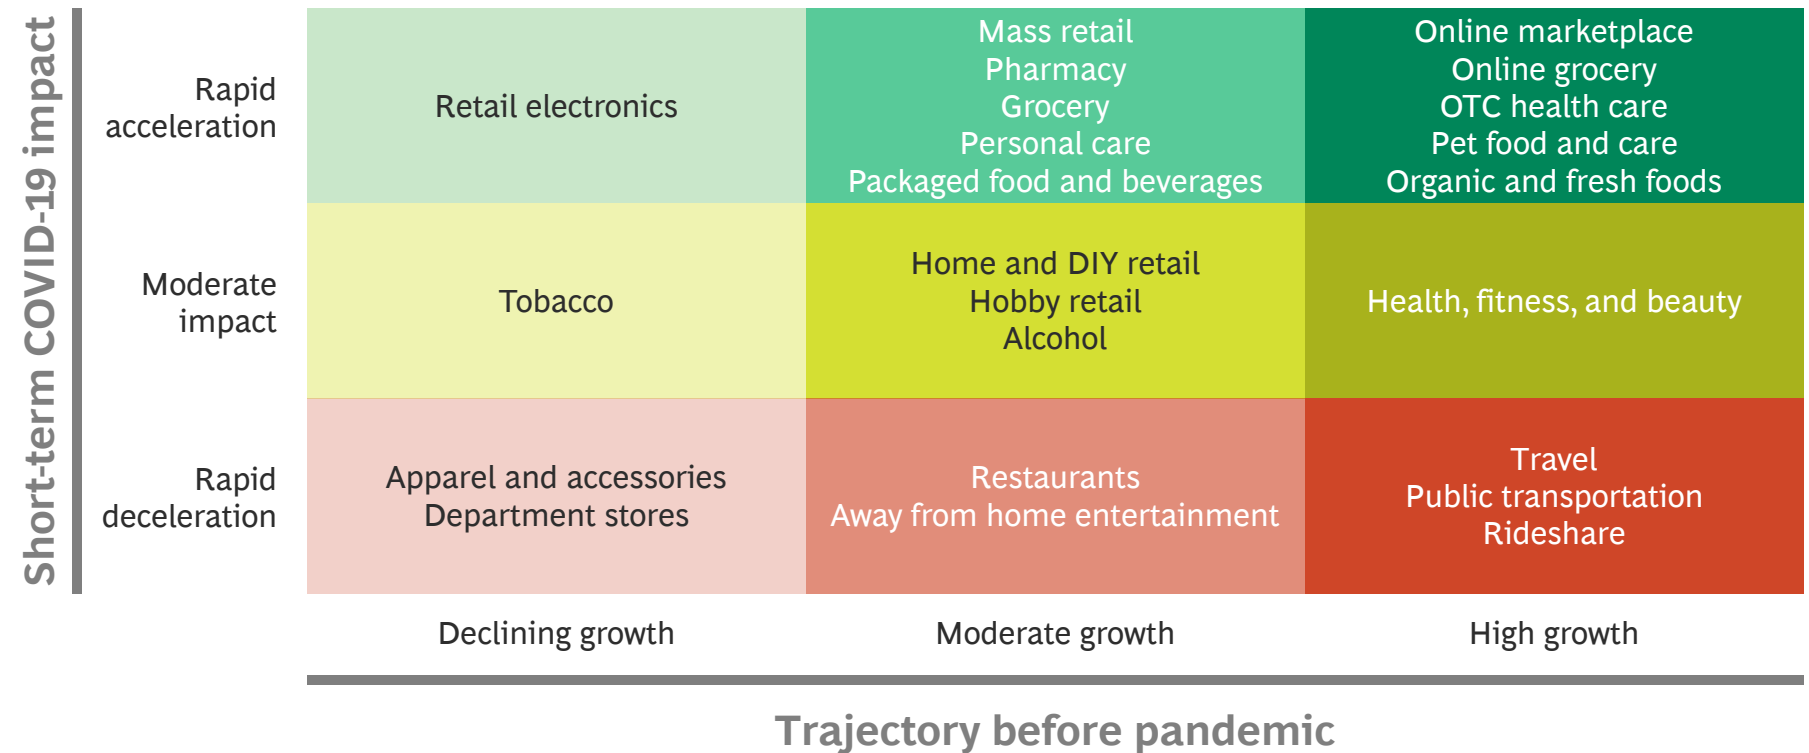 Short-term COVID-19 impact
Rapid
acceleration
Retail electronics
Mass retail
Pharmacy
Grocery
Personal care
Packaged food and beverages
Online marketplace
Online grocery
OTC health care
Pet food and care
Organic and fresh foods
Moderate
impact
Tobacco
Home and DIY retail
Hobby retail
Alcohol
Health, fitness, and beauty
Rapid
deceleration
Apparel and accessories
Department stores
Restaurants
Away from home entertainment
Travel
Public transportation
Rideshare
Declining growth
Moderate growth
High growth
Trajectory before pandemic